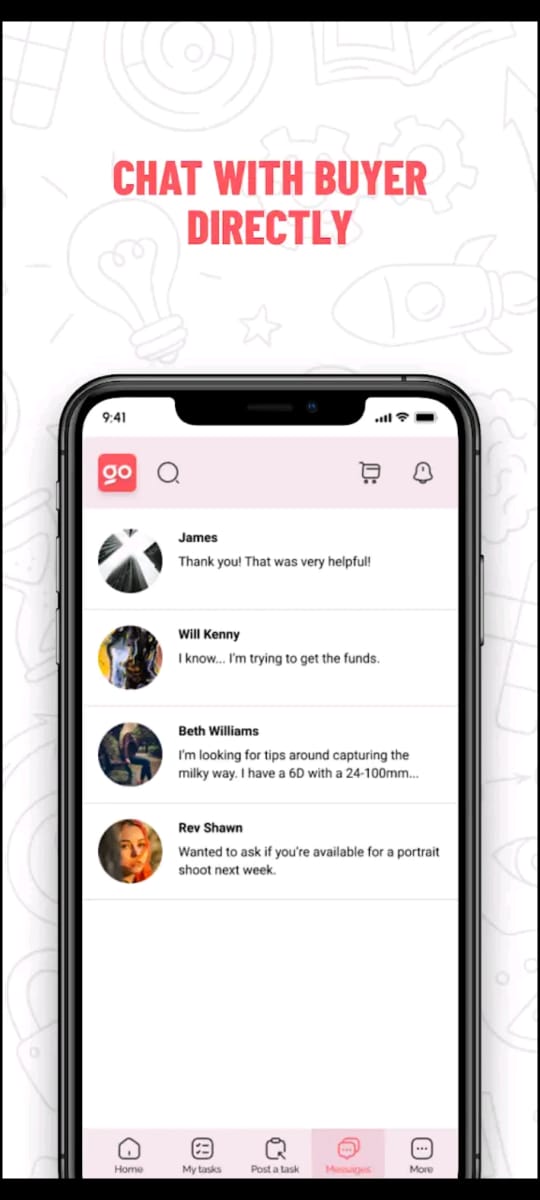 CHAT WITH BUYER
DIRECTLY
9:41
go
James
Thank you! That was very helpful!
Will Kenny
I know... I'm trying to get the funds.
Beth Williams
I'm looking for tips around capturing the
milky way. I have a 6D with a 24-100mm...
Rev Shawn
Wanted to ask if you're available for a portrait
shoot next week.
Home
My tasks
Post a task
Messages
More